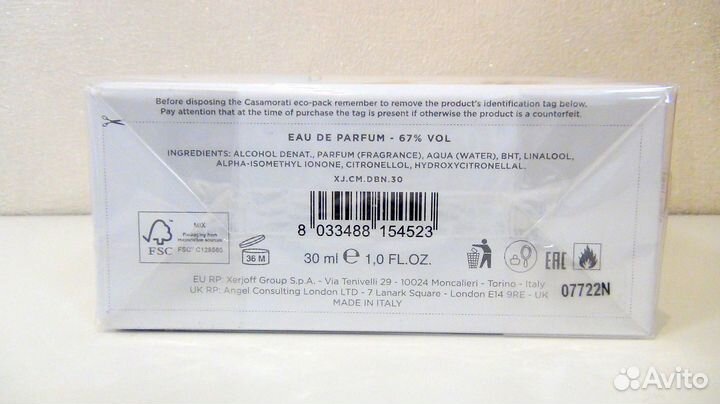 Before disposing the Casamorati eco-pack remember to remove the product's identification tag below.
Pay attention that at the time of purchase the tag is present if otherwise the product is a counterfeit.
EAU DE PARFUM - 67% VOL
INGREDIENTS: ALCOHOL DENAT., PARFUM (FRAGRANCE), AQUA (WATER), BHT, LINALOOL,
ALPHA-ISOMETHYL IONONE, CITRONELLOL, HYDROXYCITRONELLAL.
XJ.CM.DBN.30
8 033488 154523
MIX
Packaging from
responsible sources
FSC® C128560
FSC
36 M
30 ml e 1,0 FL.OZ.
EAC
EU RP: Xerjoff Group S.p.A. - Via Tenivelli 29 - 10024 Moncalieri - Torino - Italy
UK RP: Angel Consulting London LTD - 7 Lanark Square - London E14 9RE - UK
MADE IN ITALY
07722N
Avito